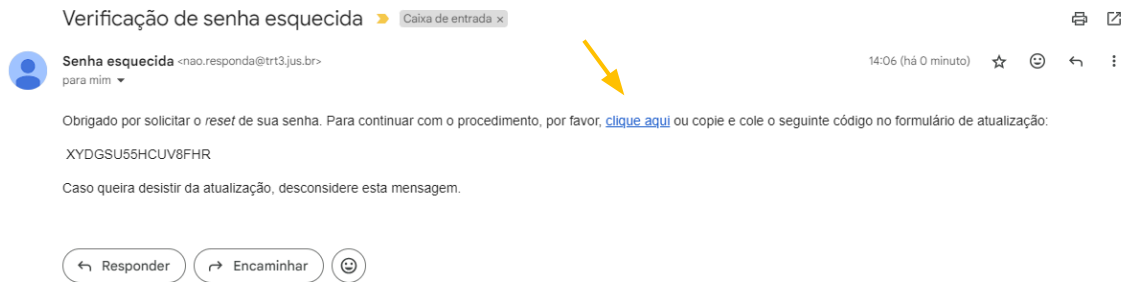 Verificação de senha esquecida Caixa de entrada x
Senha esquecida <nao.responda@trt3.jus.br> 14:06 (há 0 minuto)
para mim
Obrigado por solicitar o reset de sua senha. Para continuar com o procedimento, por favor, clique aqui ou copie e cole o seguinte código no formulário de atualização:
XYDGSU55HCUV8FHR
Caso queira desistir da atualização, desconsidere esta mensagem.
Responder Encaminhar